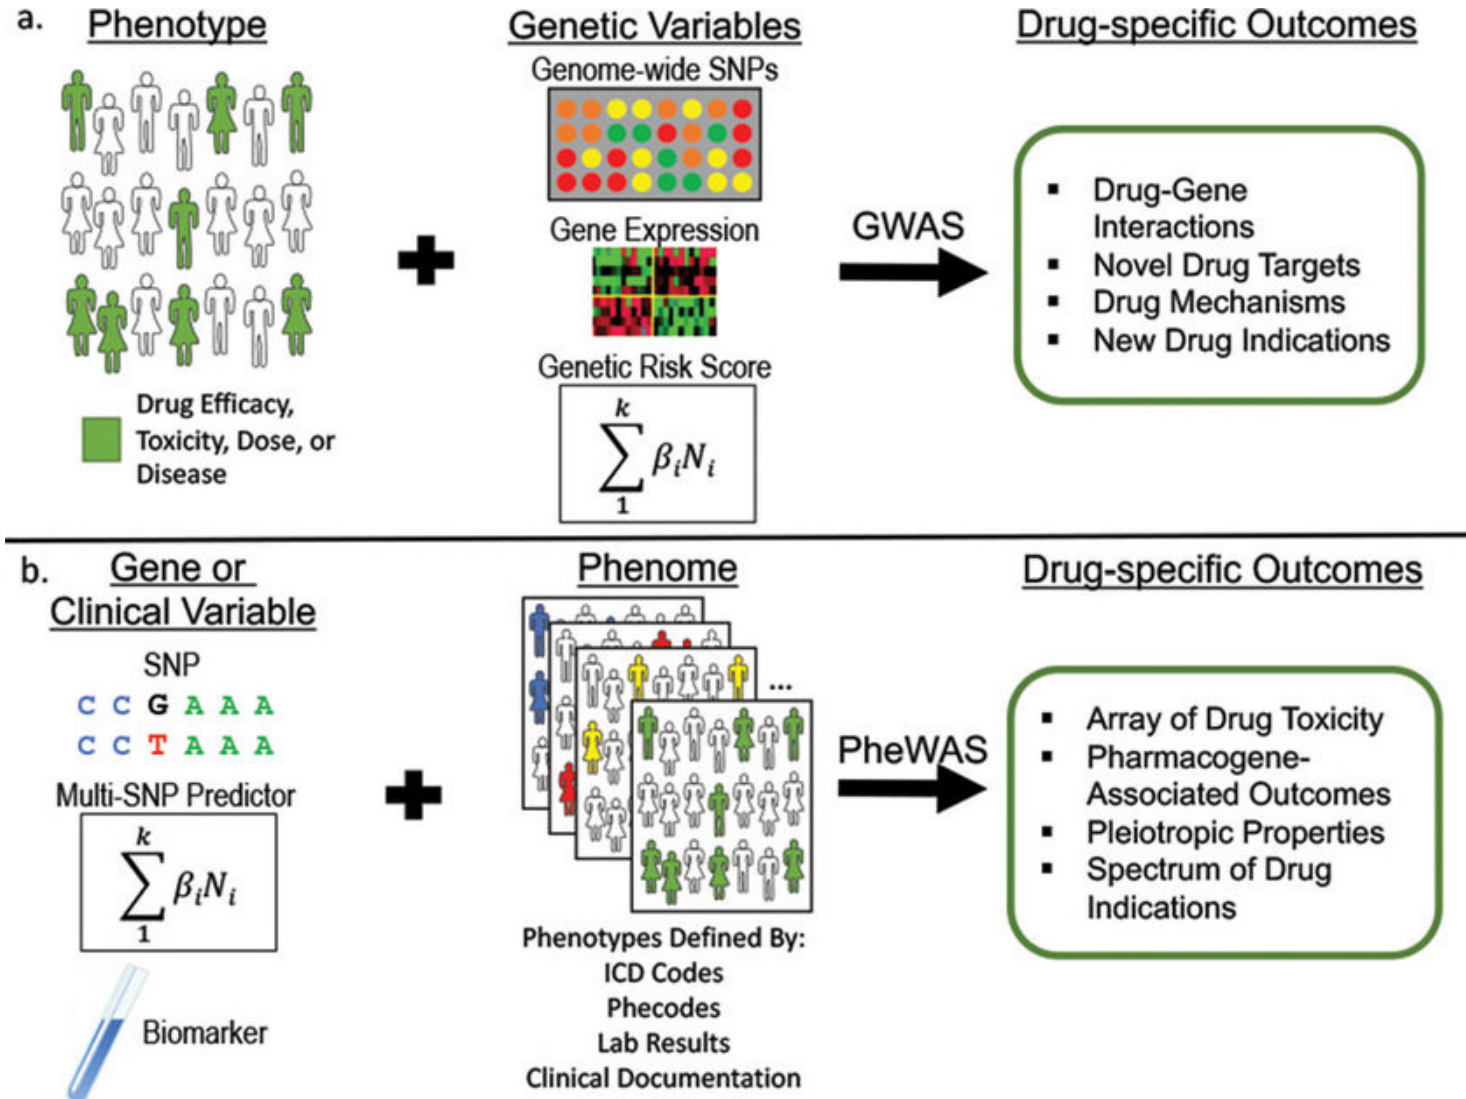 a.
Phenotype
Drug Efficacy,
Toxicity, Dose, or
Disease
Genetic Variables
Genome-wide SNPs
Gene Expression
Genetic Risk Score
k
∑ βᵢNᵢ
1
GWAS
Drug-specific Outcomes
▪ Drug-Gene
Interactions
▪ Novel Drug Targets
▪ Drug Mechanisms
▪ New Drug Indications
b.
Gene or
Clinical Variable
SNP
C C G A A A
C C T A A A
Multi-SNP Predictor
k
∑ βᵢNᵢ
1
Biomarker
Phenome
...
Phenotypes Defined By:
ICD Codes
Phecodes
Lab Results
Clinical Documentation
PheWAS
Drug-specific Outcomes
▪ Array of Drug Toxicity
▪ Pharmacogene-
Associated Outcomes
▪ Pleiotropic Properties
▪ Spectrum of Drug
Indications